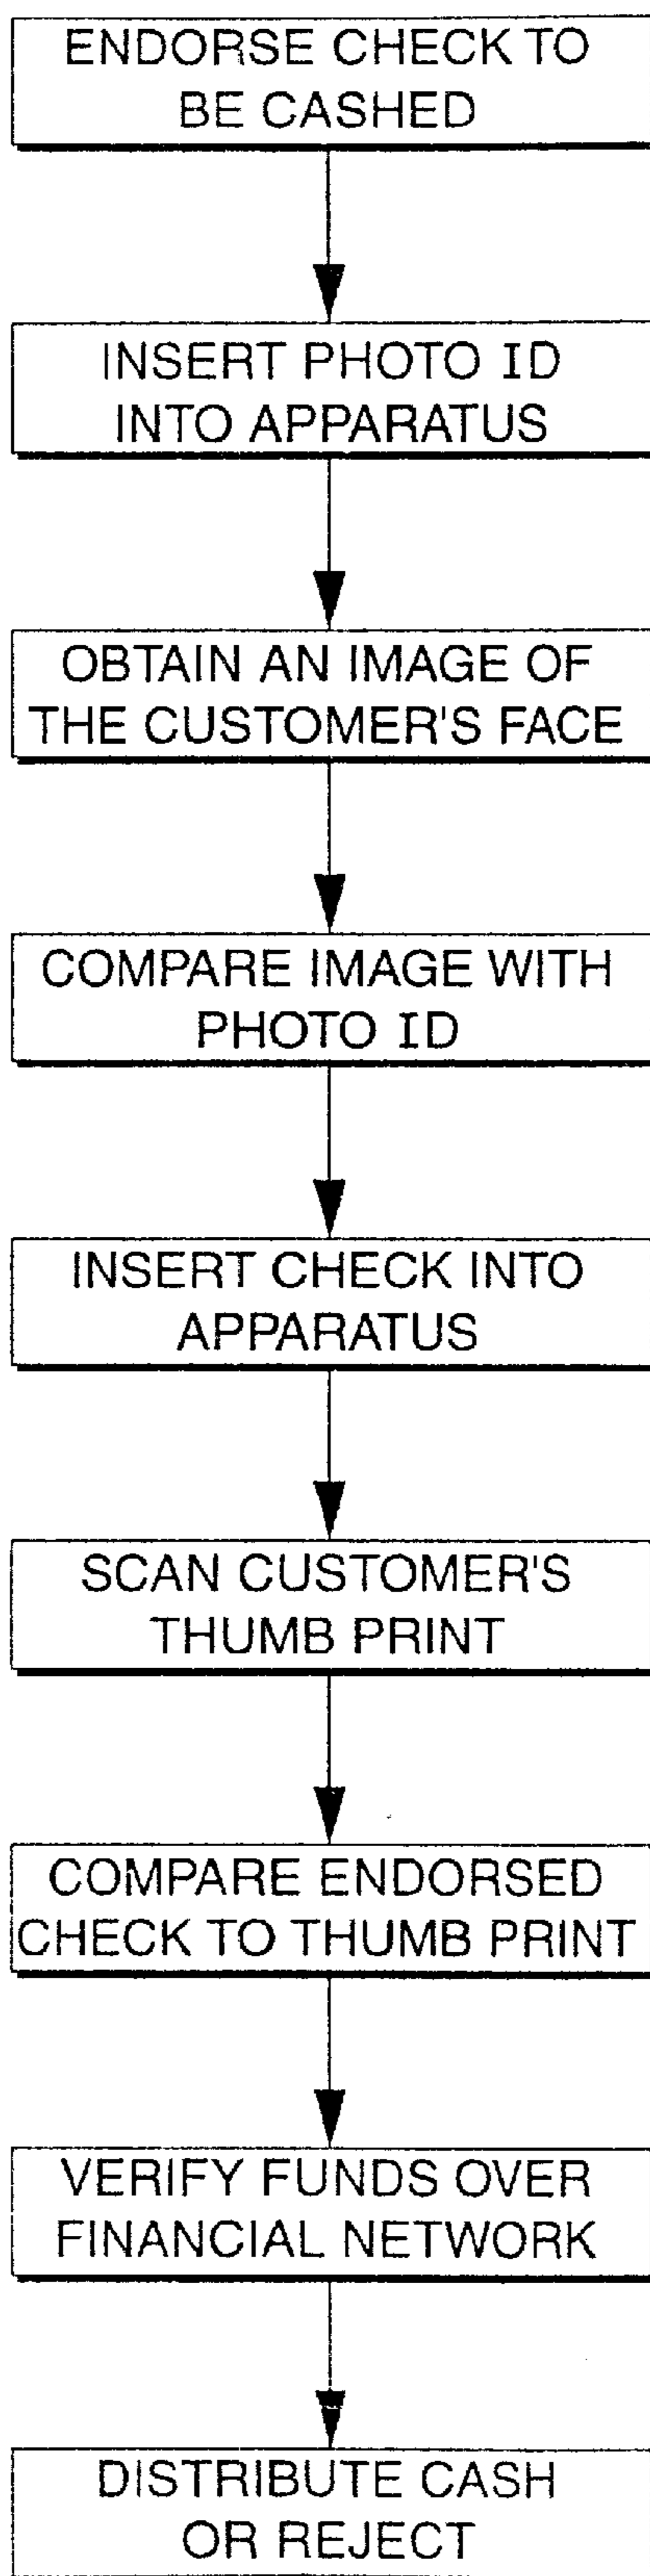 ENDORSE CHECK TO
BE CASHED
INSERT PHOTO ID
INTO APPARATUS
OBTAIN AN IMAGE OF
THE CUSTOMER'S FACE
COMPARE IMAGE WITH
PHOTO ID
INSERT CHECK INTO
APPARATUS
SCAN CUSTOMER'S
THUMB PRINT
COMPARE ENDORSED
CHECK TO THUMB PRINT
VERIFY FUNDS OVER
FINANCIAL NETWORK
DISTRIBUTE CASH
OR REJECT